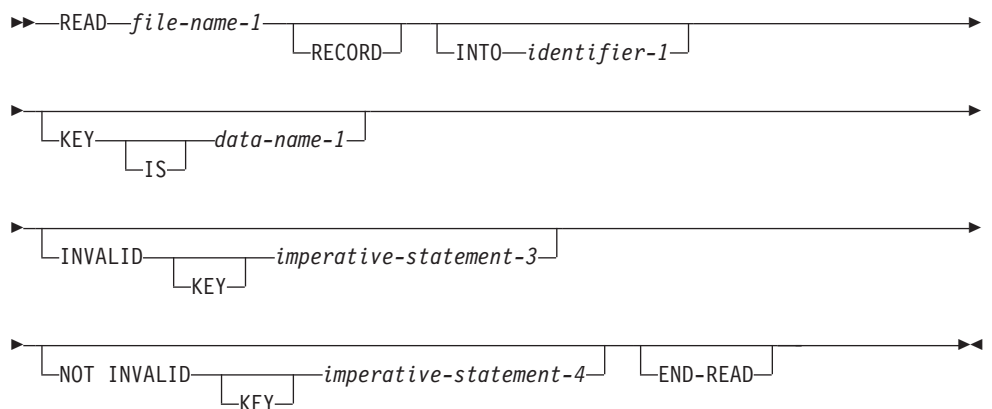 READ file-name-1
RECORD INTO identifier-1
KEY data-name-1
IS
INVALID imperative-statement-3
KEY
NOT INVALID imperative-statement-4 END-READ
KEY